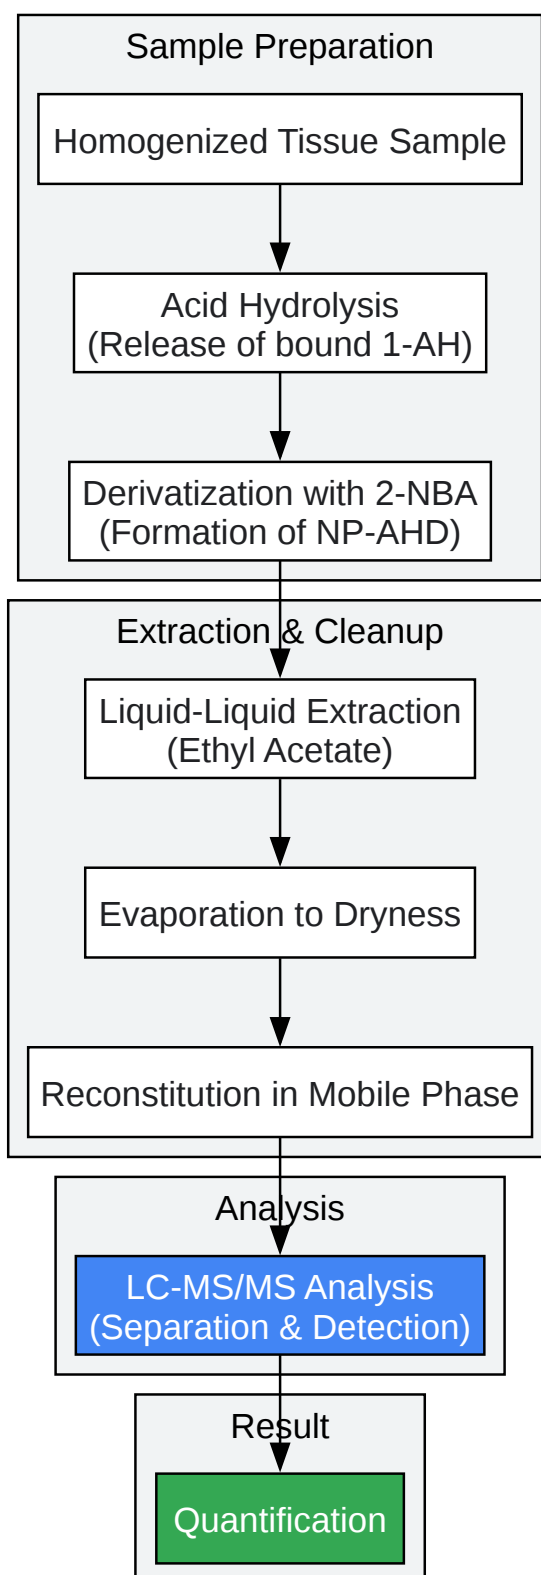 Sample Preparation
Homogenized Tissue Sample
Acid Hydrolysis
(Release of bound 1-AH)
Derivatization with 2-NBA
(Formation of NP-AHD)
Extraction & Cleanup
Liquid-Liquid Extraction
(Ethyl Acetate)
Evaporation to Dryness
Reconstitution in Mobile Phase
Analysis
LC-MS/MS Analysis
(Separation & Detection)
Result
Quantification